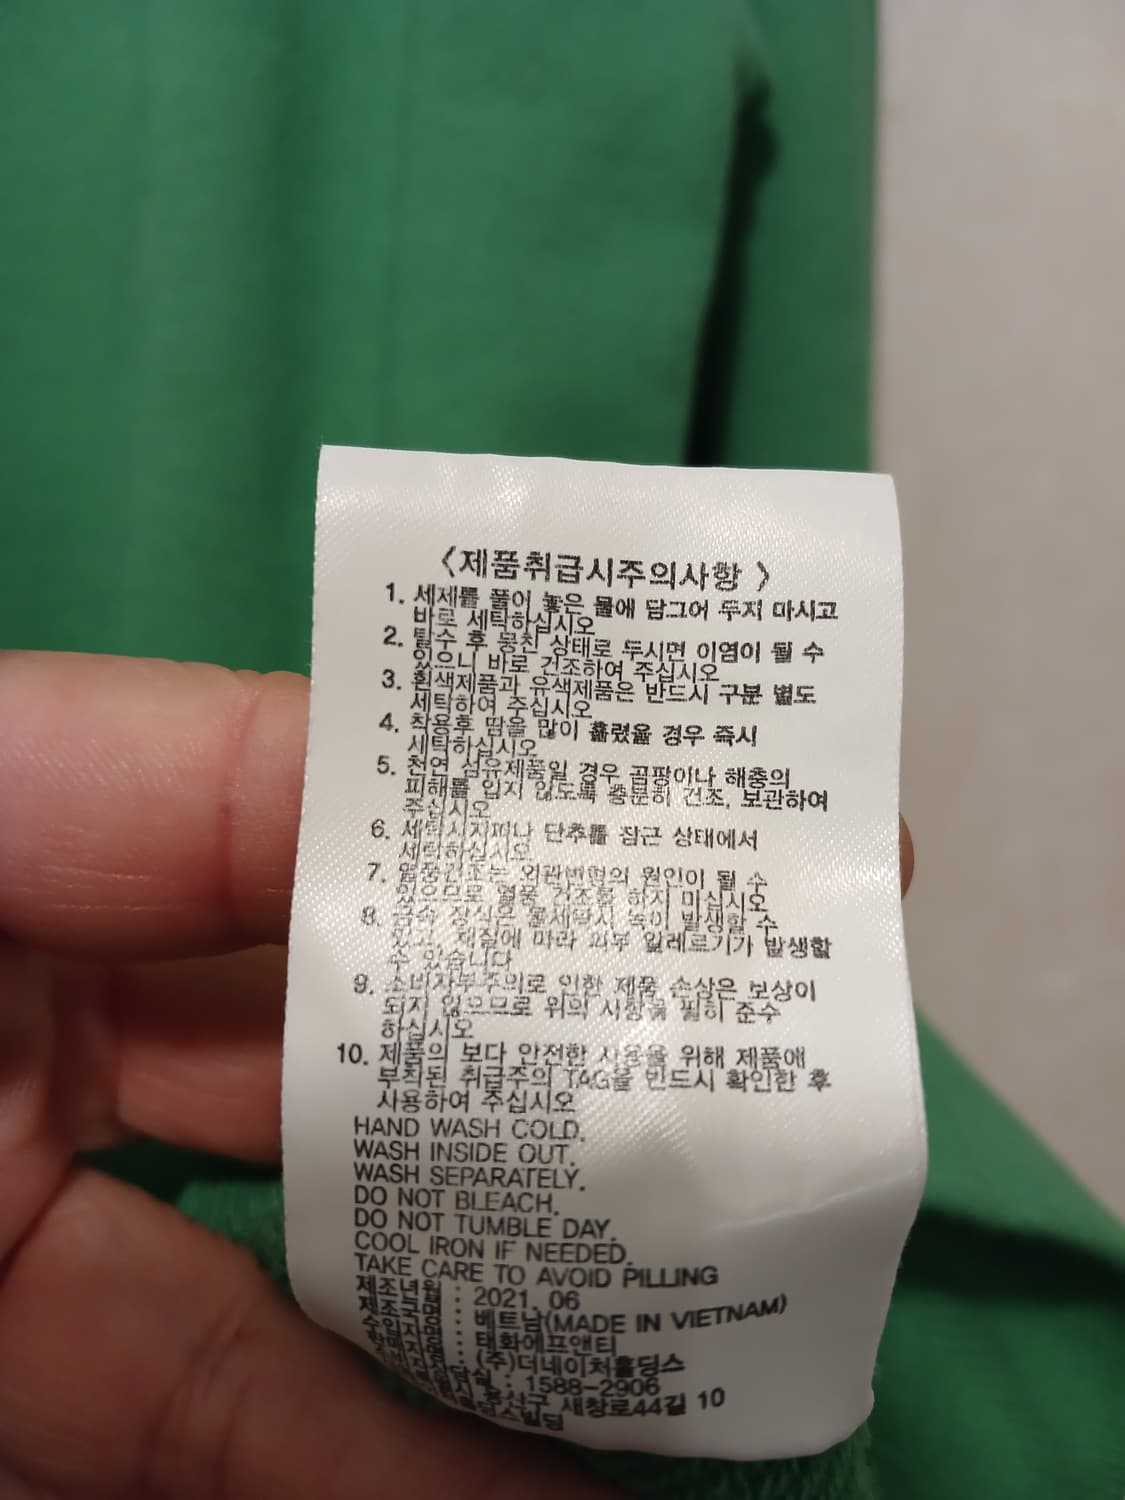 〈제품취급시주의사항〉
1. 세제를 풀어 놓은 물에 담그어 두지 마시고
바로 세탁하십시오
2. 탈수 후 뭉친 상태로 두시면 이염이 될 수
있으니 바로 건조하여 주십시오
3. 흰색제품과 유색제품은 반드시 구분 별도
세탁하여 주십시오
4. 착용후 땀을 많이 흘렸을 경우 즉시
세탁하십시오
5. 천연 섬유제품일 경우 곰팡이나 해충의
피해를 입지 않도록 충분히 건조, 보관하여
주십시오
6. 세탁시지퍼나 단추를 잠근 상태에서
세탁하십시오
7. 열풍건조는 외관변형의 원인이 될 수
있으므로 열풍 건조를 하지 마십시오
8. 금속 장식은 물세탁시 녹이 발생할 수
있고, 체질에 따라 피부 알레르기가 발생할
수 있습니다
9. 소비자부주의로 인한 제품 손상은 보상이
되지 않으므로 위의 사항을 필히 준수
하십시오
10. 제품의 보다 안전한 사용을 위해 제품에
부착된 취급주의 TAG을 반드시 확인한 후
사용하여 주십시오
HAND WASH COLD.
WASH INSIDE OUT.
WASH SEPARATELY.
DO NOT BLEACH.
DO NOT TUMBLE DAY.
COOL IRON IF NEEDED.
TAKE CARE TO AVOID PILLING
제조년월 : 2021. 06
제조국명 : 베트남(MADE IN VIETNAM)
수입자명 : 태화에프앤티
: (주)더네이처홀딩스
: 1588-2906
용산구 새창로44길 10